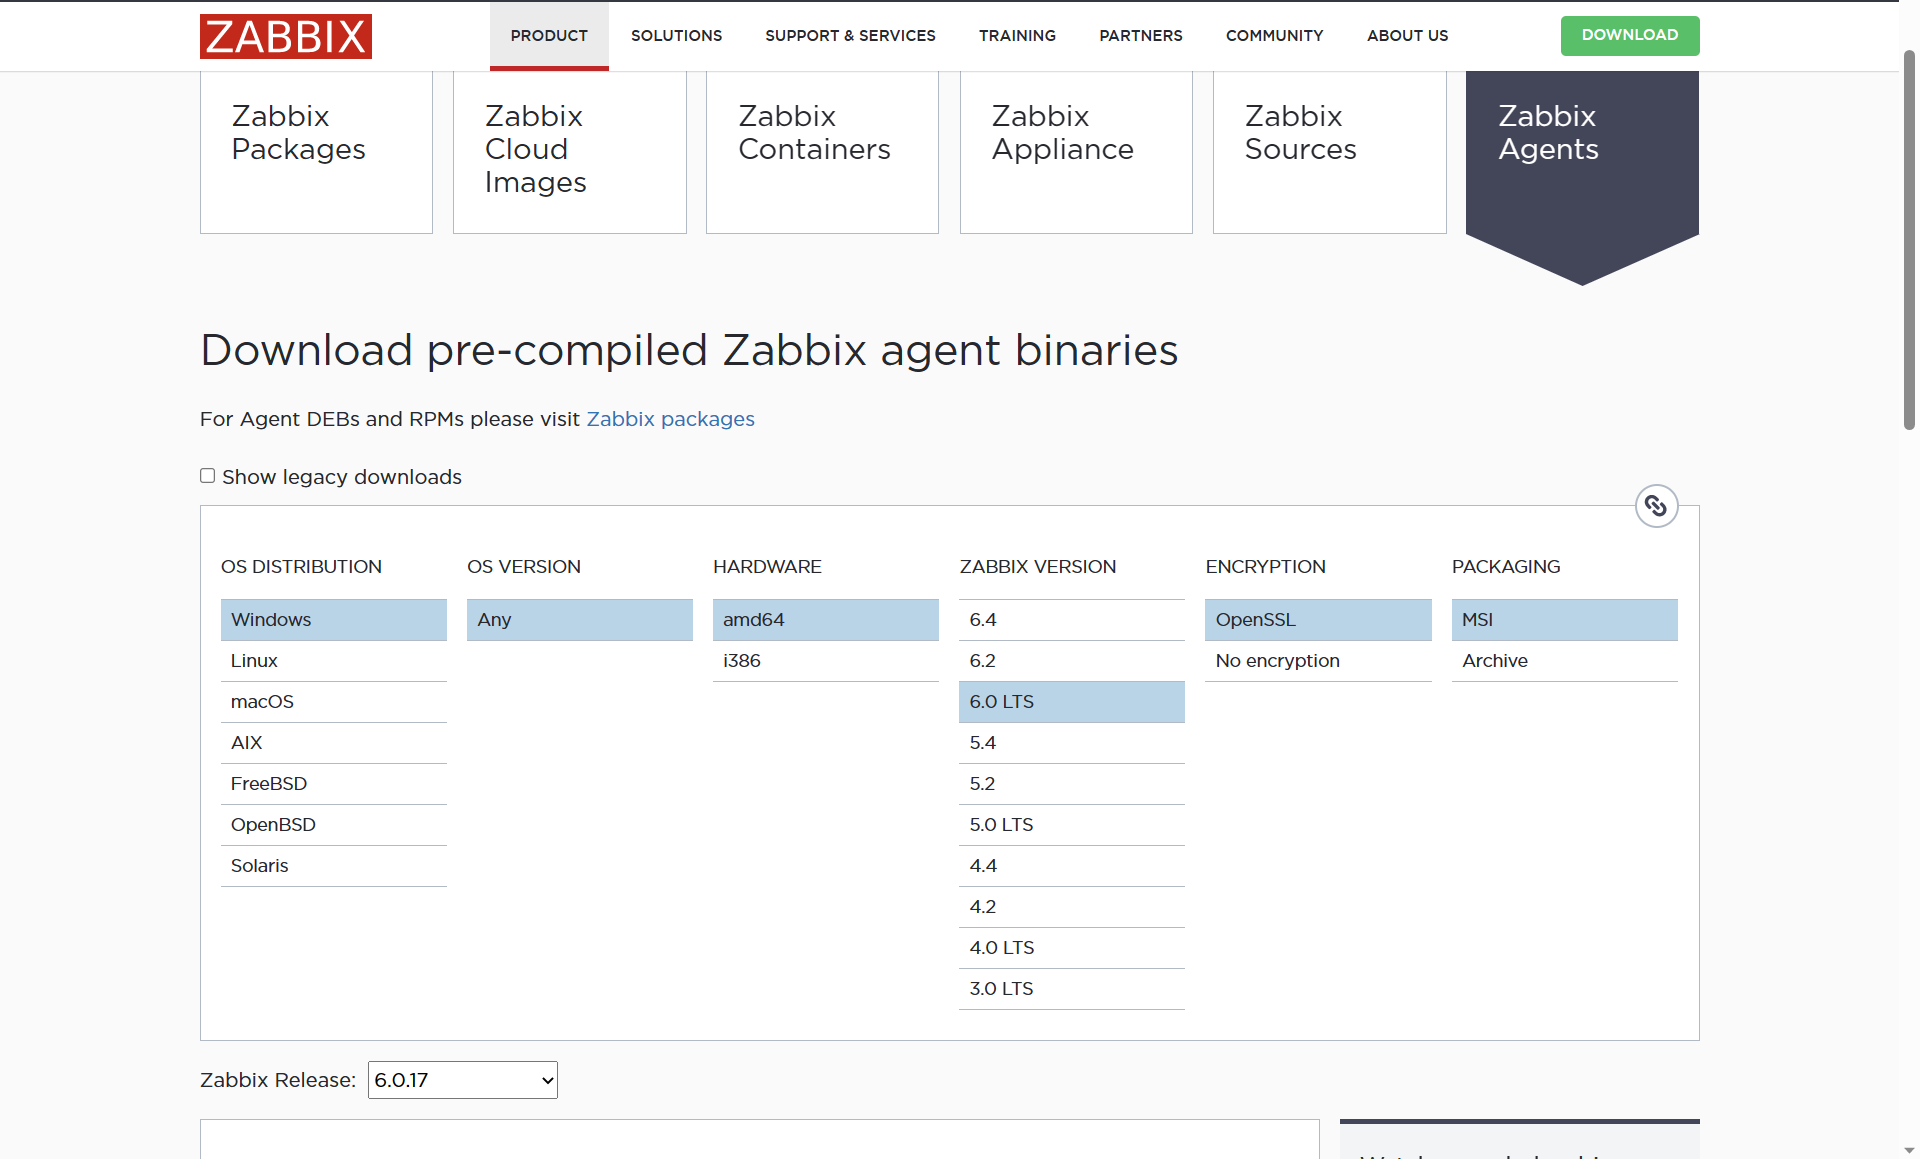 ZABBIX
PRODUCT SOLUTIONS SUPPORT & SERVICES TRAINING PARTNERS COMMUNITY ABOUT US DOWNLOAD
Zabbix
Packages
Zabbix
Cloud
Images
Zabbix
Containers
Zabbix
Appliance
Zabbix
Sources
Zabbix
Agents
Download pre-compiled Zabbix agent binaries
For Agent DEBs and RPMs please visit Zabbix packages
Show legacy downloads
OS DISTRIBUTION
Windows
Linux
macOS
AIX
FreeBSD
OpenBSD
Solaris
OS VERSION
Any
HARDWARE
amd64
i386
ZABBIX VERSION
6.4
6.2
6.0 LTS
5.4
5.2
5.0 LTS
4.4
4.2
4.0 LTS
3.0 LTS
ENCRYPTION
OpenSSL
No encryption
PACKAGING
MSI
Archive
Zabbix Release: 6.0.17